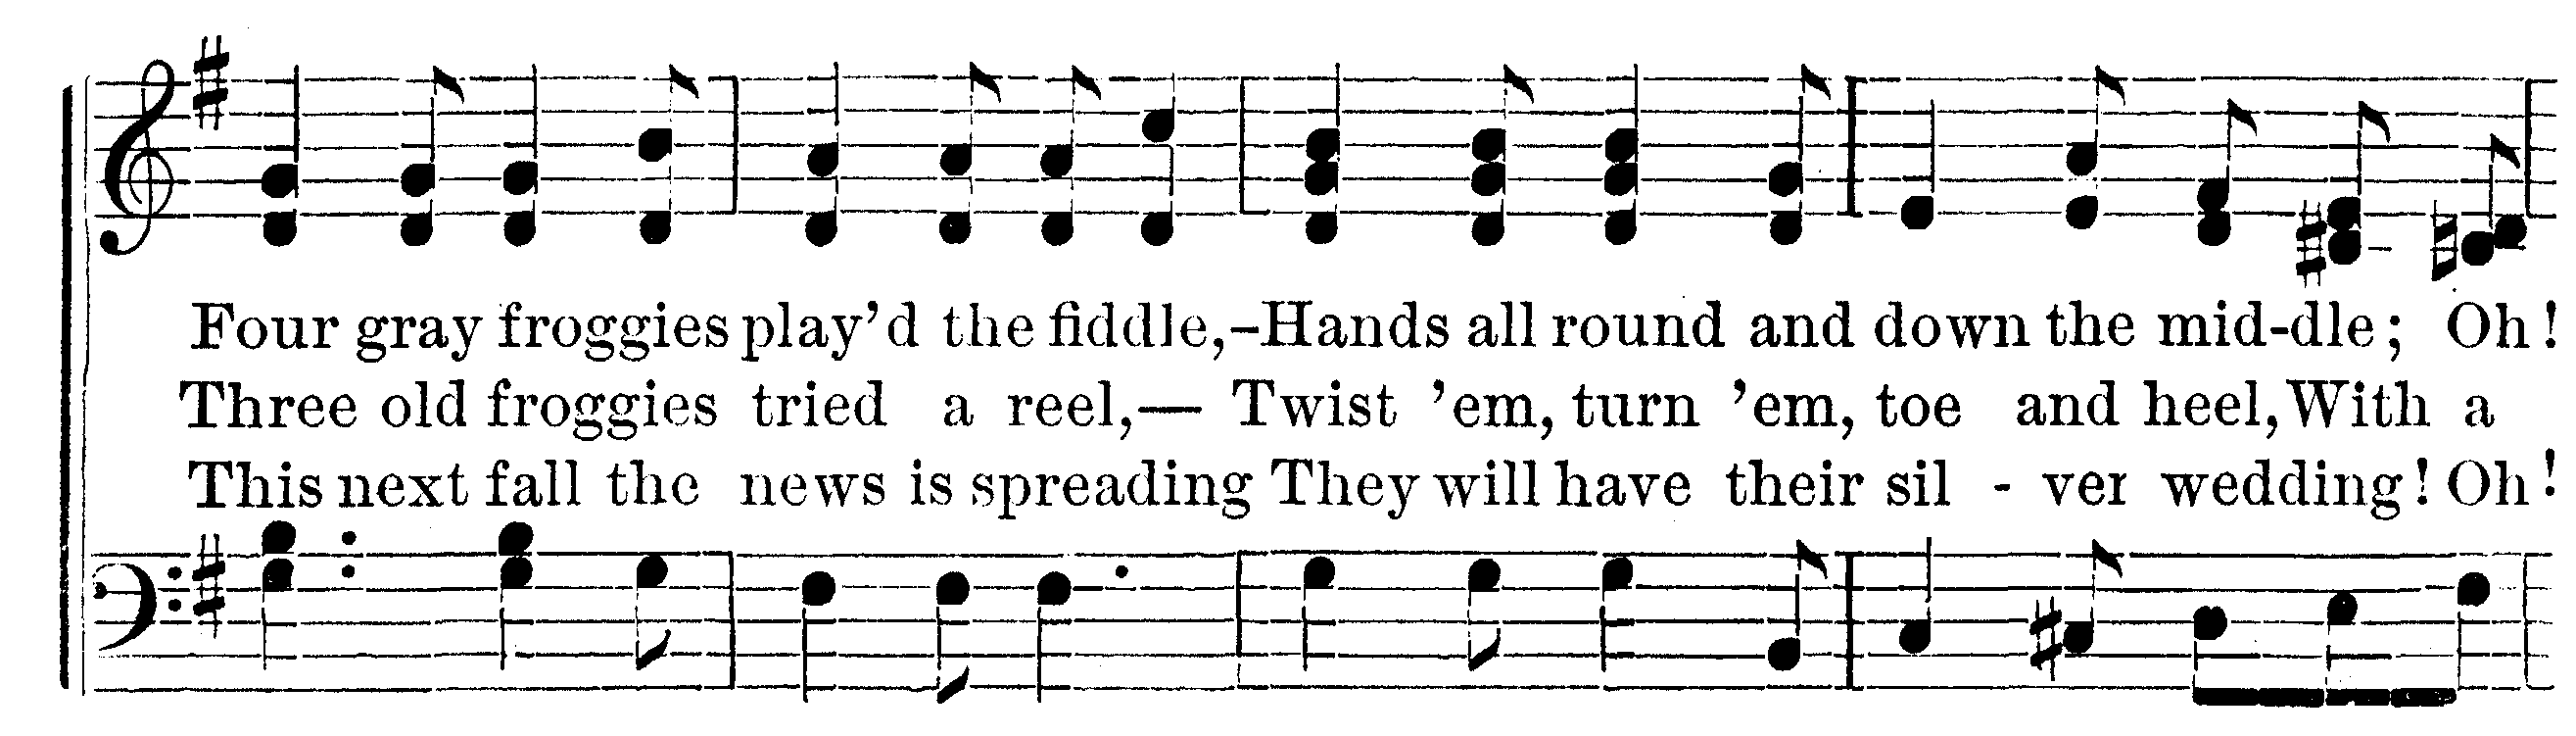 Four gray froggies play'd the fiddle,–Hands all round and down the mid-dle; Oh!
Three old froggies tried a reel,— Twist 'em, turn 'em, toe and heel, With a
This next fall the news is spreading They will have their sil - ver wedding! Oh!